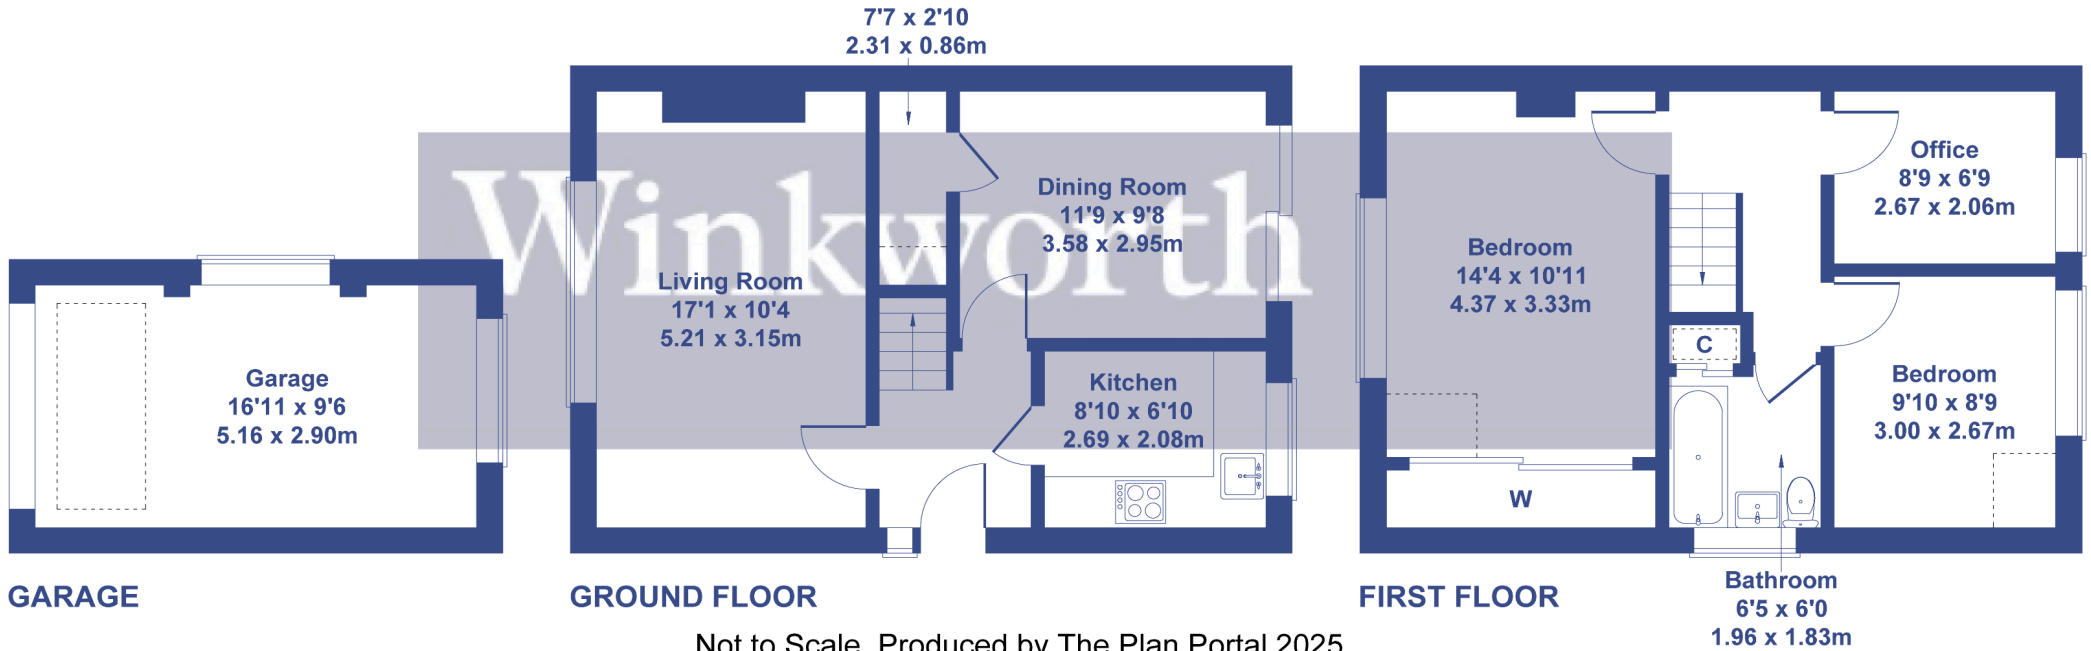 7'7 x 2'10
2.31 x 0.86m
Winkworth
Living Room
17'1 x 10'4
5.21 x 3.15m
Dining Room
11'9 x 9'8
3.58 x 2.95m
Kitchen
8'10 x 6'10
2.69 x 2.08m
Garage
16'11 x 9'6
5.16 x 2.90m
Bedroom
14'4 x 10'11
4.37 x 3.33m
Office
8'9 x 6'9
2.67 x 2.06m
C
Bedroom
9'10 x 8'9
3.00 x 2.67m
W
Bathroom
6'5 x 6'0
1.96 x 1.83m
GARAGE
GROUND FLOOR
FIRST FLOOR
Not to Scale. Produced by The Plan Portal 2025